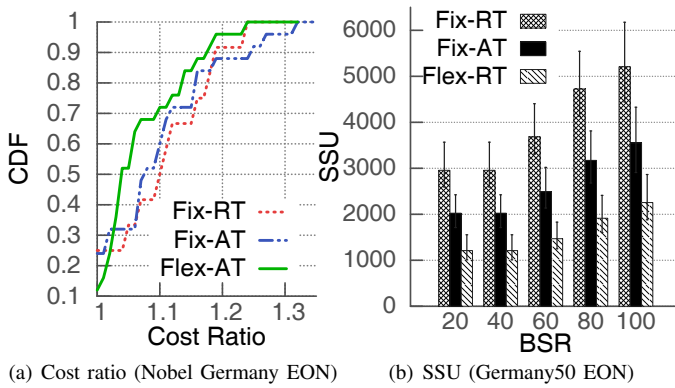 CDF
1
0.9
0.8
0.7
0.6
0.5
0.4
0.3
0.2
0.1
Fix-RT
Fix-AT
Flex-AT
1 1.1 1.2 1.3
Cost Ratio
(a) Cost ratio (Nobel Germany EON)
SSU
6000
5000
4000
3000
2000
1000
0
Fix-RT
Fix-AT
Flex-RT
20 40 60 80 100
BSR
(b) SSU (Germany50 EON)